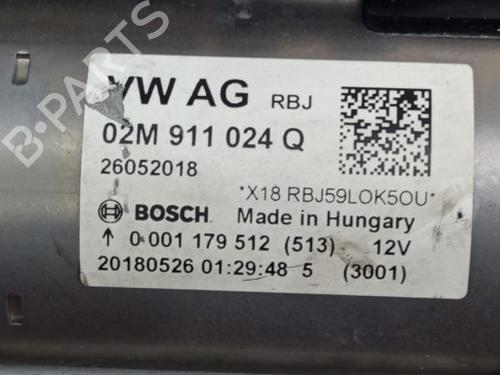 VW AG RBJ
02M 911 024 Q
26052018
*X18 RBJ59LOK5OU*
BOSCH Made in Hungary
↑ 0 001 179 512 (513) 12V
20180526 01:29:48 5 (3001)
B-PARTS